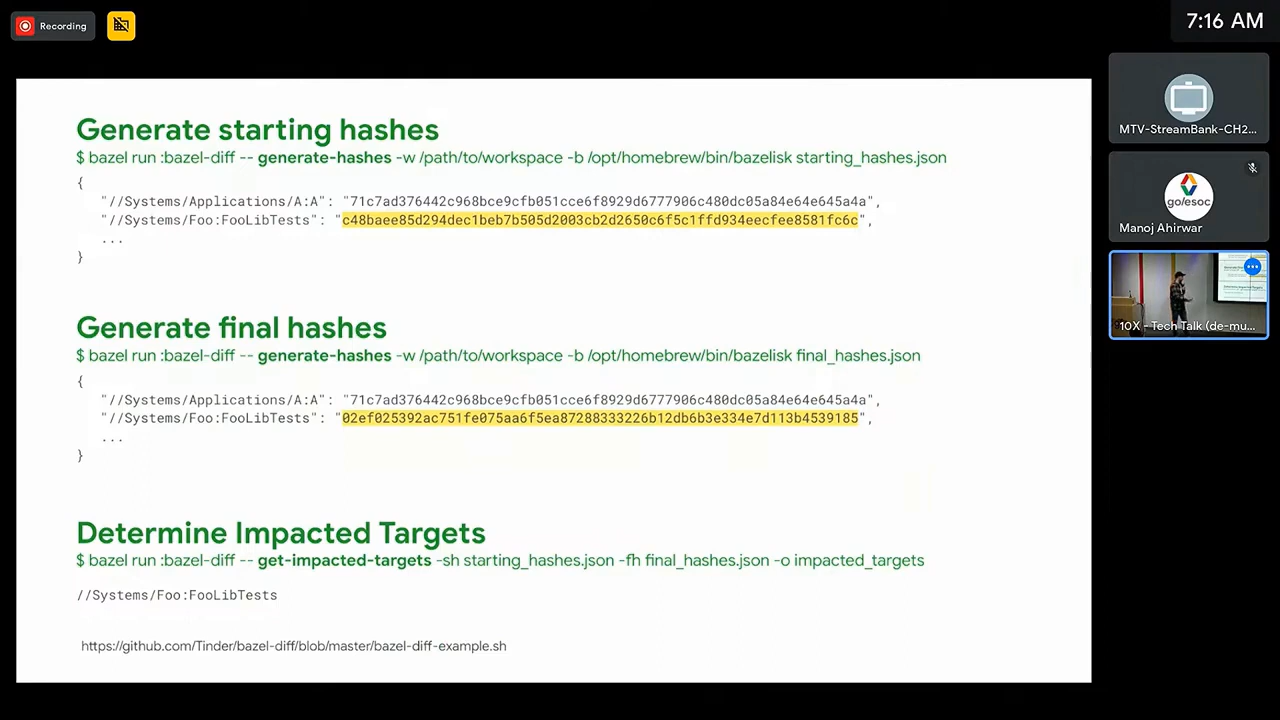 Recording
7:16 AM
Generate starting hashes
$ bazel run :bazel-diff -- generate-hashes -w /path/to/workspace -b /opt/homebrew/bin/bazelisk starting_hashes.json
{
"//Systems/Applications/A:A": "71c7ad376442c968bce9cfb051cce6f8929d6777906c480dc05a84e64e645a4a",
"//Systems/Foo:FooLibTests": "c48baee85d294dec1beb7b505d2003cb2d2650c6f5c1ffd934eecfee8581fc6c",
...
}
Generate final hashes
$ bazel run :bazel-diff -- generate-hashes -w /path/to/workspace -b /opt/homebrew/bin/bazelisk final_hashes.json
{
"//Systems/Applications/A:A": "71c7ad376442c968bce9cfb051cce6f8929d6777906c480dc05a84e64e645a4a",
"//Systems/Foo:FooLibTests": "02ef025392ac751fe075aa6f5ea87288333226b12db6b3e334e7d113b4539185",
...
}
Determine Impacted Targets
$ bazel run :bazel-diff -- get-impacted-targets -sh starting_hashes.json -fh final_hashes.json -o impacted_targets
//Systems/Foo:FooLibTests
https://github.com/Tinder/bazel-diff/blob/master/bazel-diff-example.sh
MTV-StreamBank-CH2...
go/esoc
Manoj Ahirwar
10X - Tech Talk (de-mu...